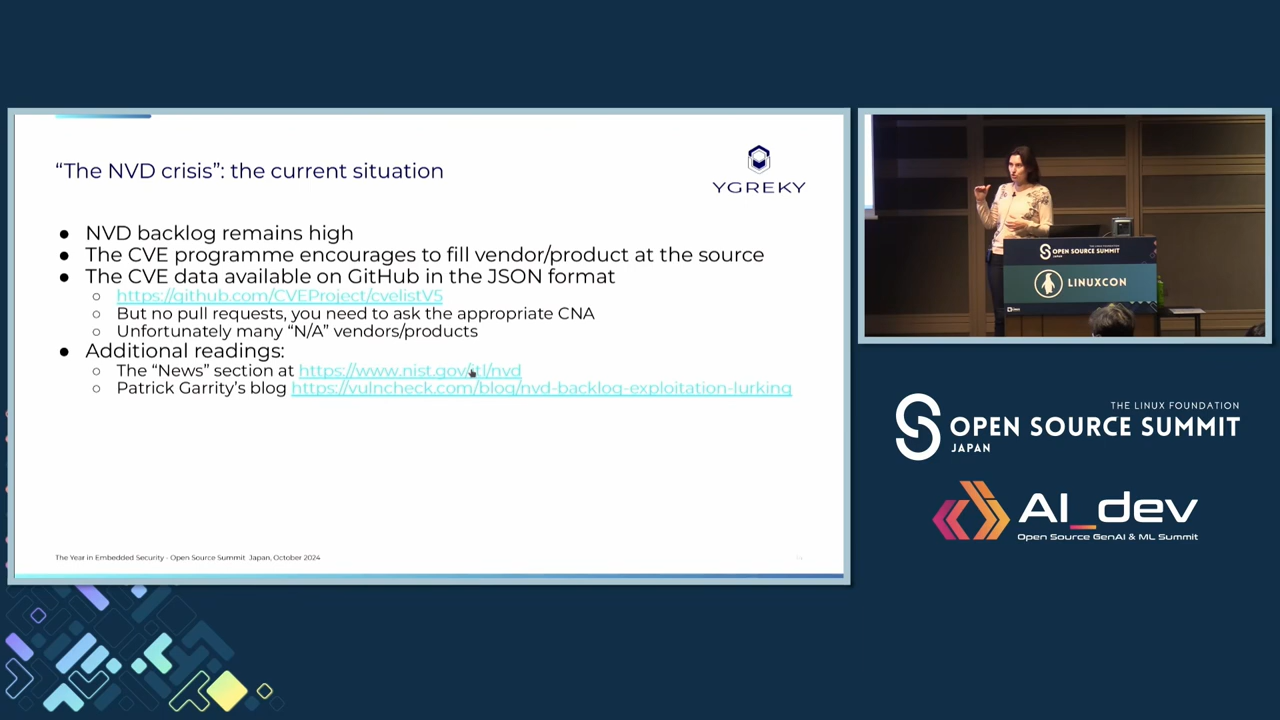 “The NVD crisis”: the current situation
YGREKY
● NVD backlog remains high
● The CVE programme encourages to fill vendor/product at the source
● The CVE data available on GitHub in the JSON format
○ https://github.com/CVEProject/cvelistV5
○ But no pull requests, you need to ask the appropriate CNA
○ Unfortunately many “N/A” vendors/products
● Additional readings:
○ The “News” section at https://www.nist.gov/itl/nvd
○ Patrick Garrity’s blog https://vulncheck.com/blog/nvd-backlog-exploitation-lurking
The Year in Embedded Security - Open Source Summit Japan, October 2024
OPEN SOURCE SUMMIT
JAPAN
LINUXCON
THE LINUX FOUNDATION
OPEN SOURCE SUMMIT
JAPAN
AI_dev
Open Source GenAI & ML Summit